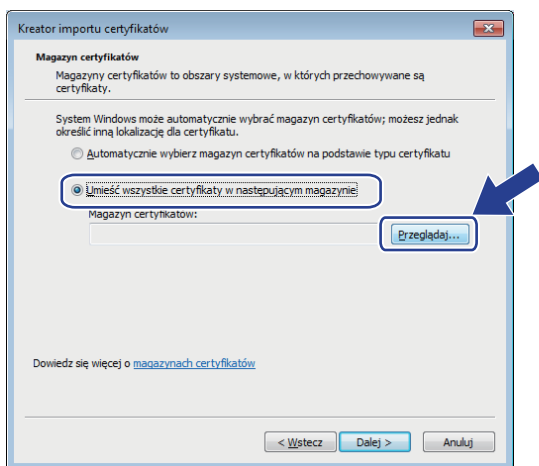 Kreator importu certyfikatów
Magazyn certyfikatów
Magazyny certyfikatów to obszary systemowe, w których przechowywane są
certyfikaty.
System Windows może automatycznie wybrać magazyn certyfikatów; możesz jednak
określić inną lokalizację dla certyfikatu.
Automatycznie wybierz magazyn certyfikatów na podstawie typu certyfikatu
Umieść wszystkie certyfikaty w następującym magazynie
Magazyn certyfikatów:
Przeglądaj...
Dowiedz się więcej o magazynach certyfikatów
< Wstecz Dalej > Anuluj